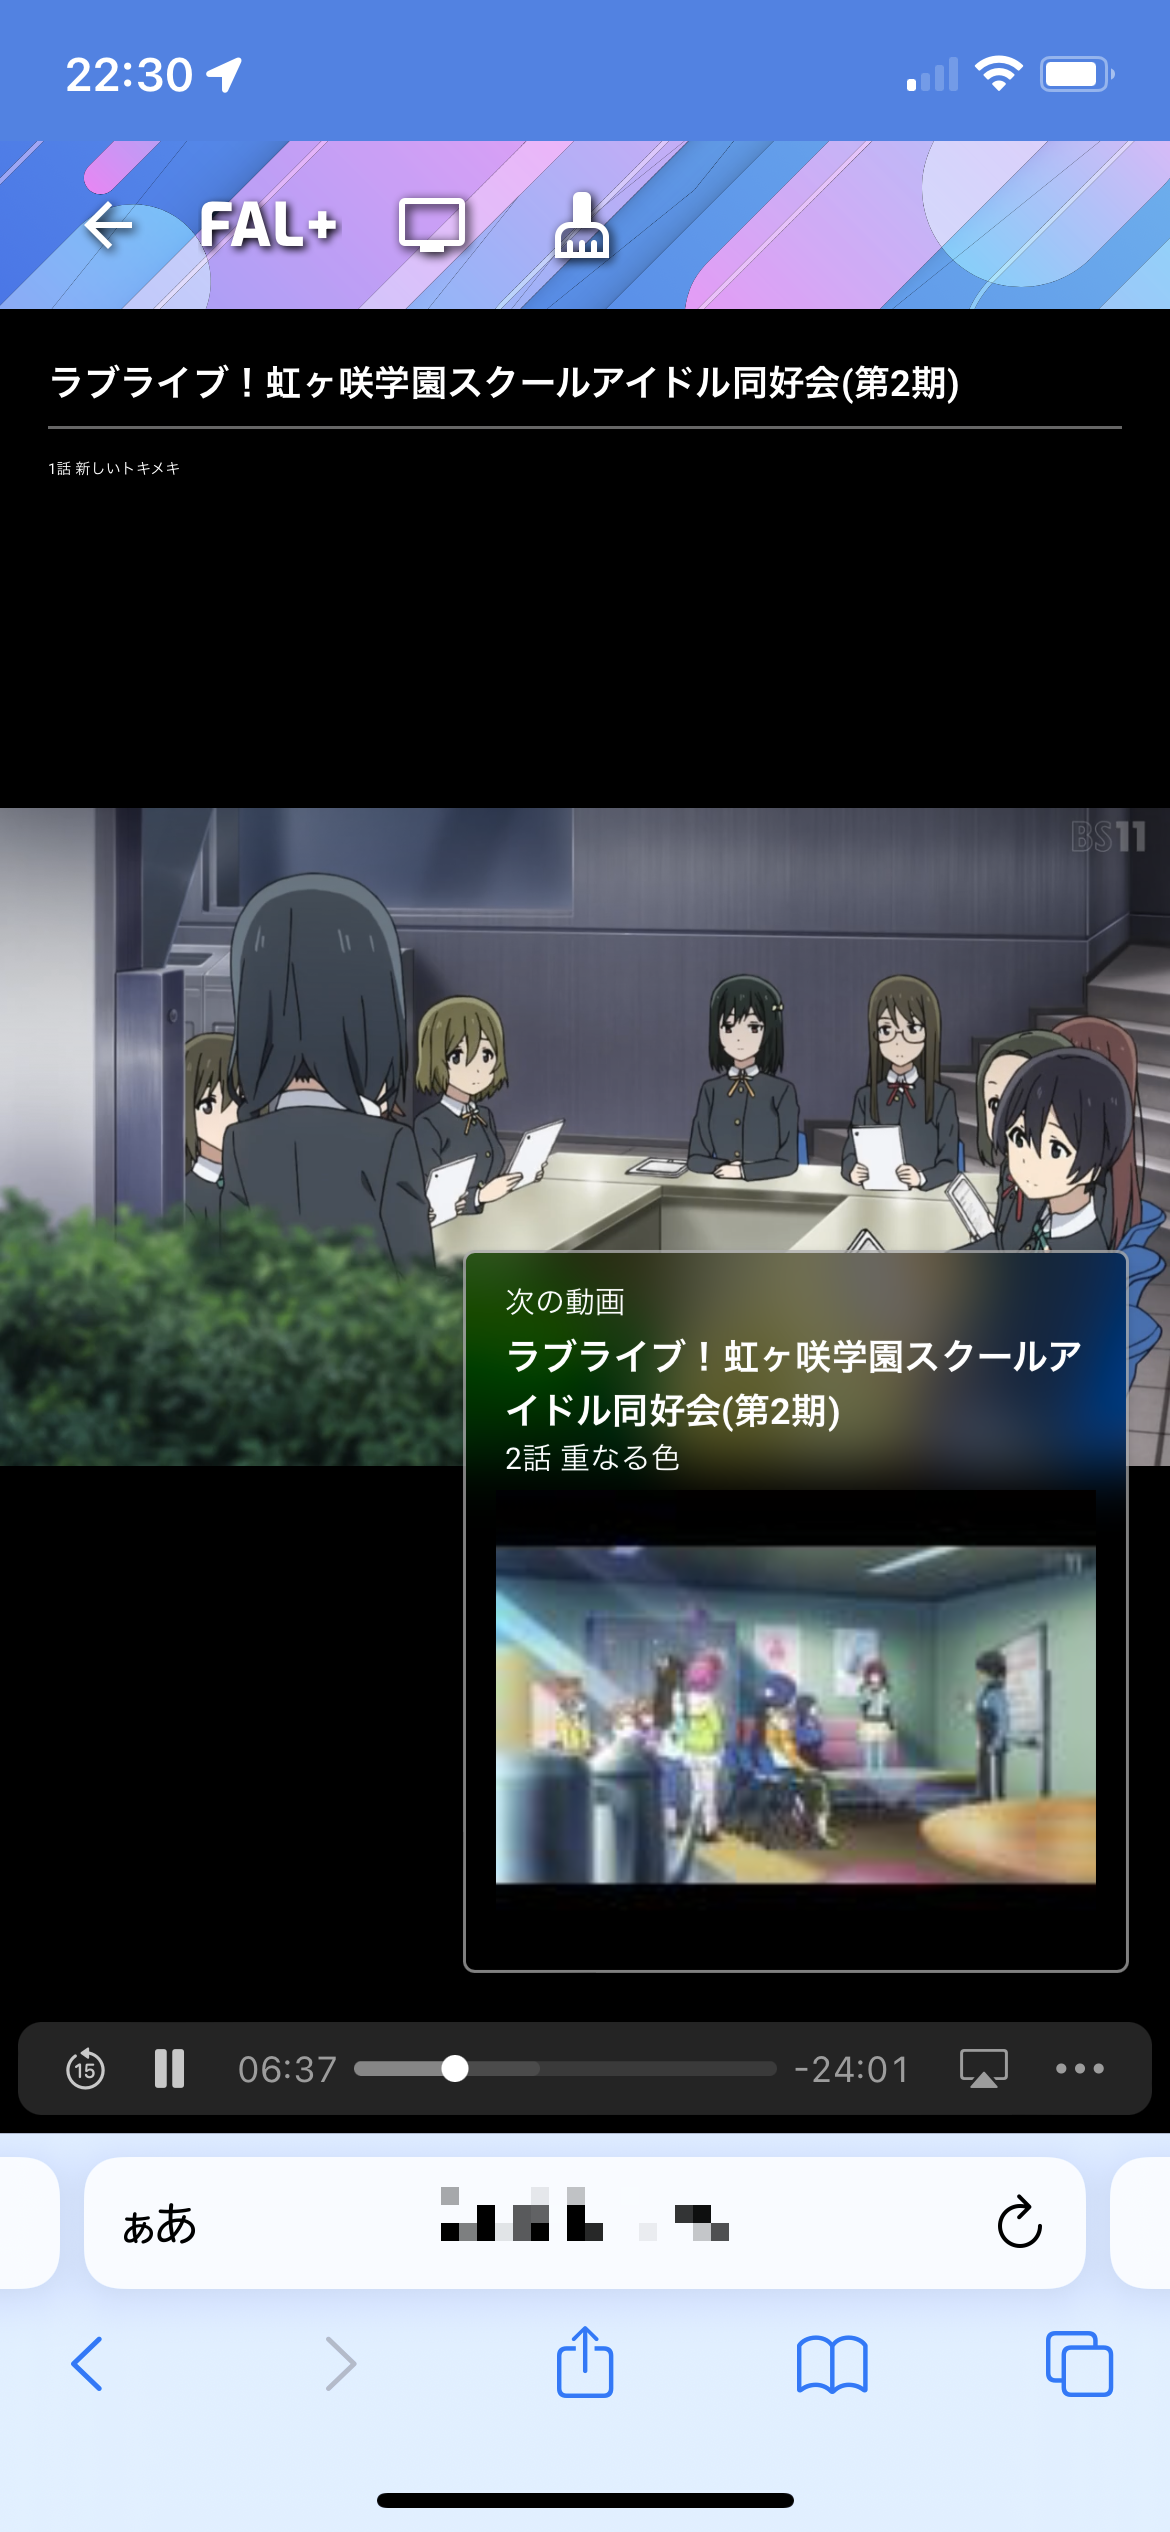 22:30
FAL+
ラブライブ！虹ヶ咲学園スクールアイドル同好会(第2期)
1話 新しいトキメキ
BS11
次の動画
ラブライブ！虹ヶ咲学園スクールア
イドル同好会(第2期)
2話 重なる色
15
06:37
-24:01
ぁあ